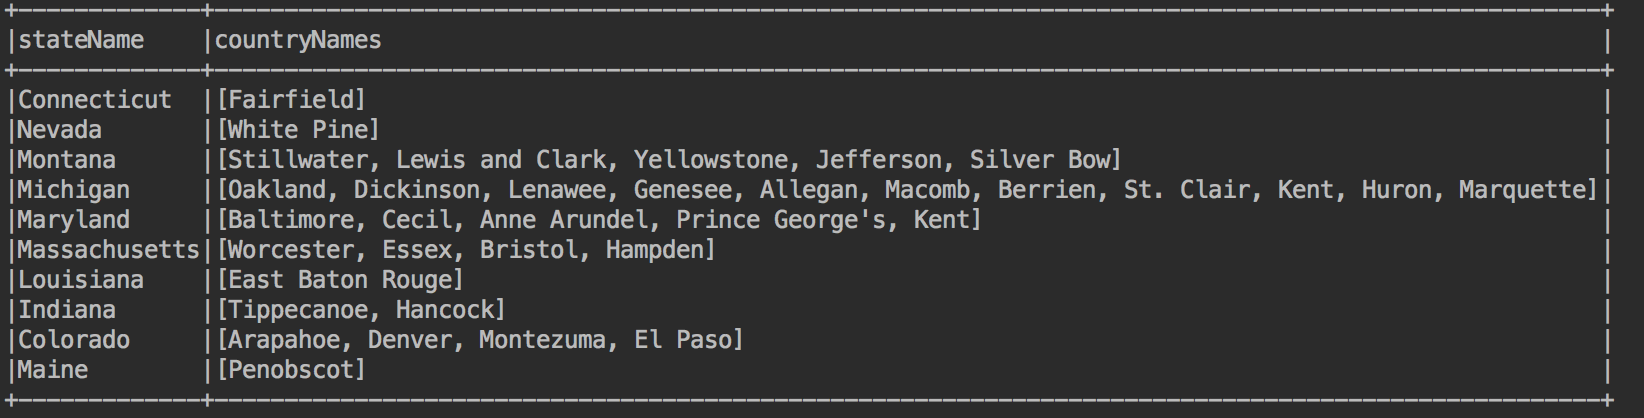 +-------------+---------------------------------------------------------------------------------------------------+
|stateName    |countryNames                                                                                       |
+-------------+---------------------------------------------------------------------------------------------------+
|Connecticut  |[Fairfield]                                                                                        |
|Nevada       |[White Pine]                                                                                       |
|Montana      |[Stillwater, Lewis and Clark, Yellowstone, Jefferson, Silver Bow]                                  |
|Michigan     |[Oakland, Dickinson, Lenawee, Genesee, Allegan, Macomb, Berrien, St. Clair, Kent, Huron, Marquette]|
|Maryland     |[Baltimore, Cecil, Anne Arundel, Prince George's, Kent]                                            |
|Massachusetts|[Worcester, Essex, Bristol, Hampden]                                                               |
|Louisiana    |[East Baton Rouge]                                                                                 |
|Indiana      |[Tippecanoe, Hancock]                                                                              |
|Colorado     |[Arapahoe, Denver, Montezuma, El Paso]                                                             |
|Maine        |[Penobscot]                                                                                        |
+-------------+---------------------------------------------------------------------------------------------------+